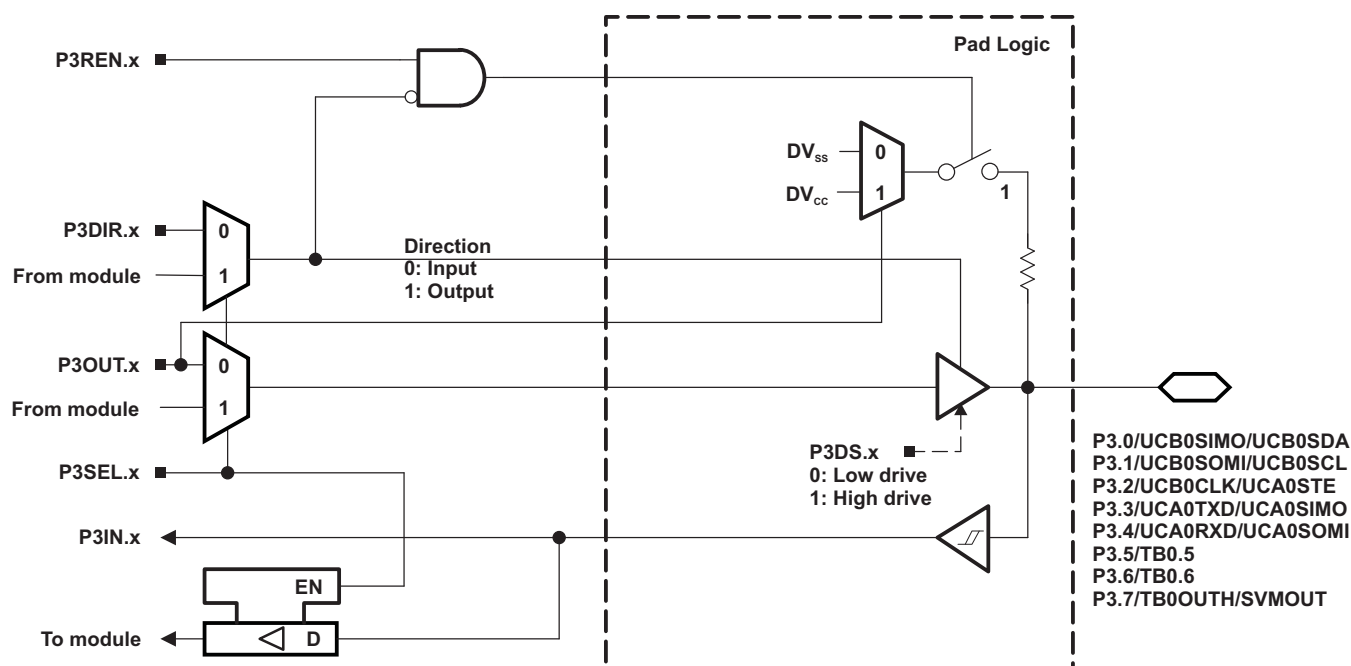 Pad Logic
P3REN.x
DVss
0
DVcc
1
1
P3DIR.x
0
From module
1
Direction
0: Input
1: Output
P3OUT.x
0
From module
1
P3SEL.x
P3DS.x
0: Low drive
1: High drive
P3.0/UCB0SIMO/UCB0SDA
P3.1/UCB0SOMI/UCB0SCL
P3.2/UCB0CLK/UCA0STE
P3.3/UCA0TXD/UCA0SIMO
P3.4/UCA0RXD/UCA0SOMI
P3.5/TB0.5
P3.6/TB0.6
P3.7/TB0OUTH/SVMOUT
P3IN.x
EN
To module
D